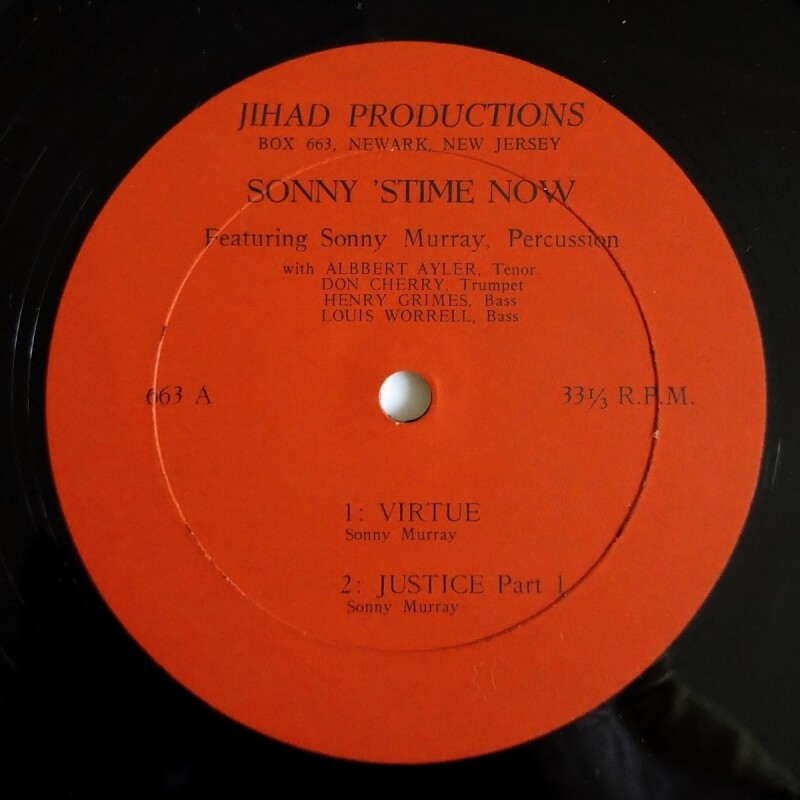 JIHAD PRODUCTIONS
BOX 663, NEWARK, NEW JERSEY
SONNY 'STIME NOW
Featuring Sonny Murray, Percussion
with ALBBERT AYLER, Tenor
DON CHERRY, Trumpet
HENRY GRIMES, Bass
LOUIS WORRELL, Bass
663 A 33⅓ R.P.M.
1: VIRTUE
Sonny Murray
2: JUSTICE Part 1
Sonny Murray